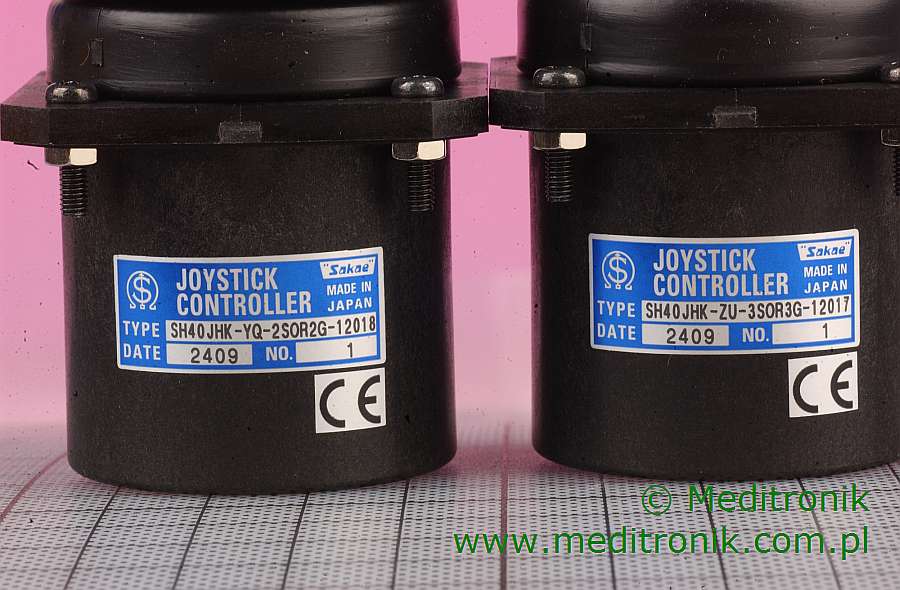 JOYSTICK
CONTROLLER
"Sakae"
MADE IN
JAPAN
TYPE SH40JHK-YQ-2SOR2G-12018
DATE 2409 NO. 1
CE
JOYSTICK
CONTROLLER
"Sakae"
MADE IN
JAPAN
TYPE SH40JHK-ZU-3SOR3G-12017
DATE 2409 NO. 1
CE
© Meditronik
www.meditronik.com.pl